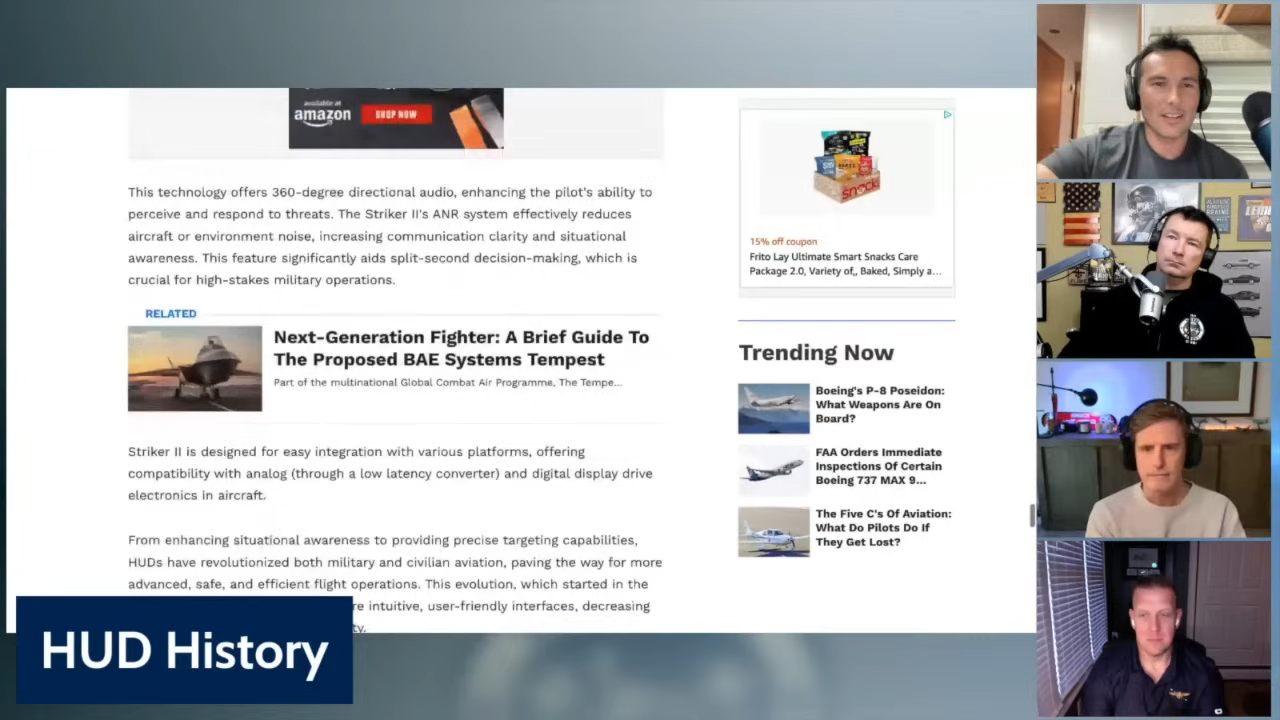 available at
amazon
SHOP NOW
This technology offers 360-degree directional audio, enhancing the pilot's ability to
perceive and respond to threats. The Striker II's ANR system effectively reduces
aircraft or environment noise, increasing communication clarity and situational
awareness. This feature significantly aids split-second decision-making, which is
crucial for high-stakes military operations.
RELATED
Next-Generation Fighter: A Brief Guide To
The Proposed BAE Systems Tempest
Part of the multinational Global Combat Air Programme, The Tempe...
Striker II is designed for easy integration with various platforms, offering
compatibility with analog (through a low latency converter) and digital display drive
electronics in aircraft.
From enhancing situational awareness to providing precise targeting capabilities,
HUDs have revolutionized both military and civilian aviation, paving the way for more
advanced, safe, and efficient flight operations. This evolution, which started in the
re intuitive, user-friendly interfaces, decreasing
ty.
HUD History
15% off coupon
Frito Lay Ultimate Smart Snacks Care
Package 2.0, Variety of, Baked, Simply a...
Trending Now
Boeing's P-8 Poseidon:
What Weapons Are On
Board?
FAA Orders Immediate
Inspections Of Certain
Boeing 737 MAX 9...
The Five C's Of Aviation:
What Do Pilots Do If
They Get Lost?